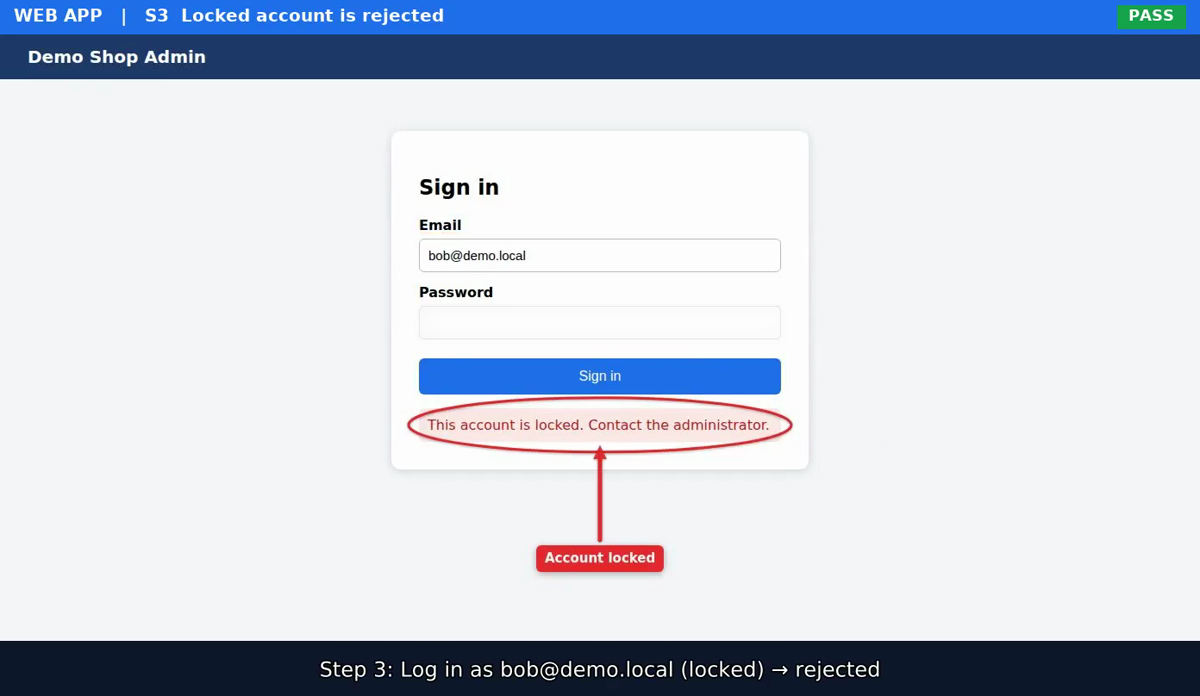 WEB APP | S3 Locked account is rejected
PASS
Demo Shop Admin
Sign in
Email
bob@demo.local
Password
Sign in
This account is locked. Contact the administrator.
Account locked
Step 3: Log in as bob@demo.local (locked) → rejected